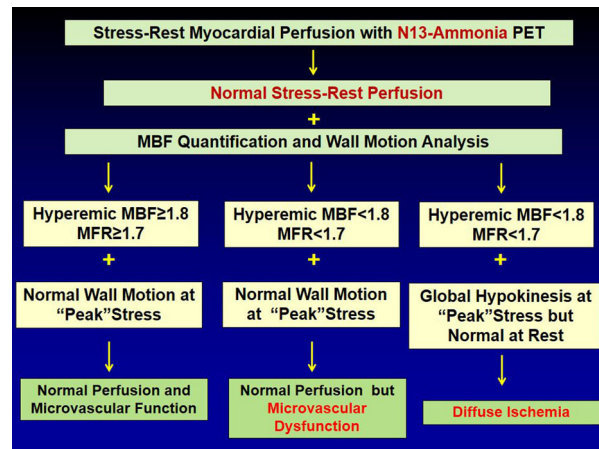 Stress-Rest Myocardial Perfusion with N13-Ammonia PET
Normal Stress-Rest Perfusion
+
MBF Quantification and Wall Motion Analysis
Hyperemic MBF≥1.8
MFR≥1.7
+
Normal Wall Motion at
“Peak”Stress
Normal Perfusion and
Microvascular Function
Hyperemic MBF<1.8
MFR<1.7
+
Normal Wall Motion
at “Peak”Stress
Normal Perfusion but
Microvascular
Dysfunction
Hyperemic MBF<1.8
MFR<1.7
+
Global Hypokinesis at
“Peak”Stress but
Normal at Rest
Diffuse Ischemia